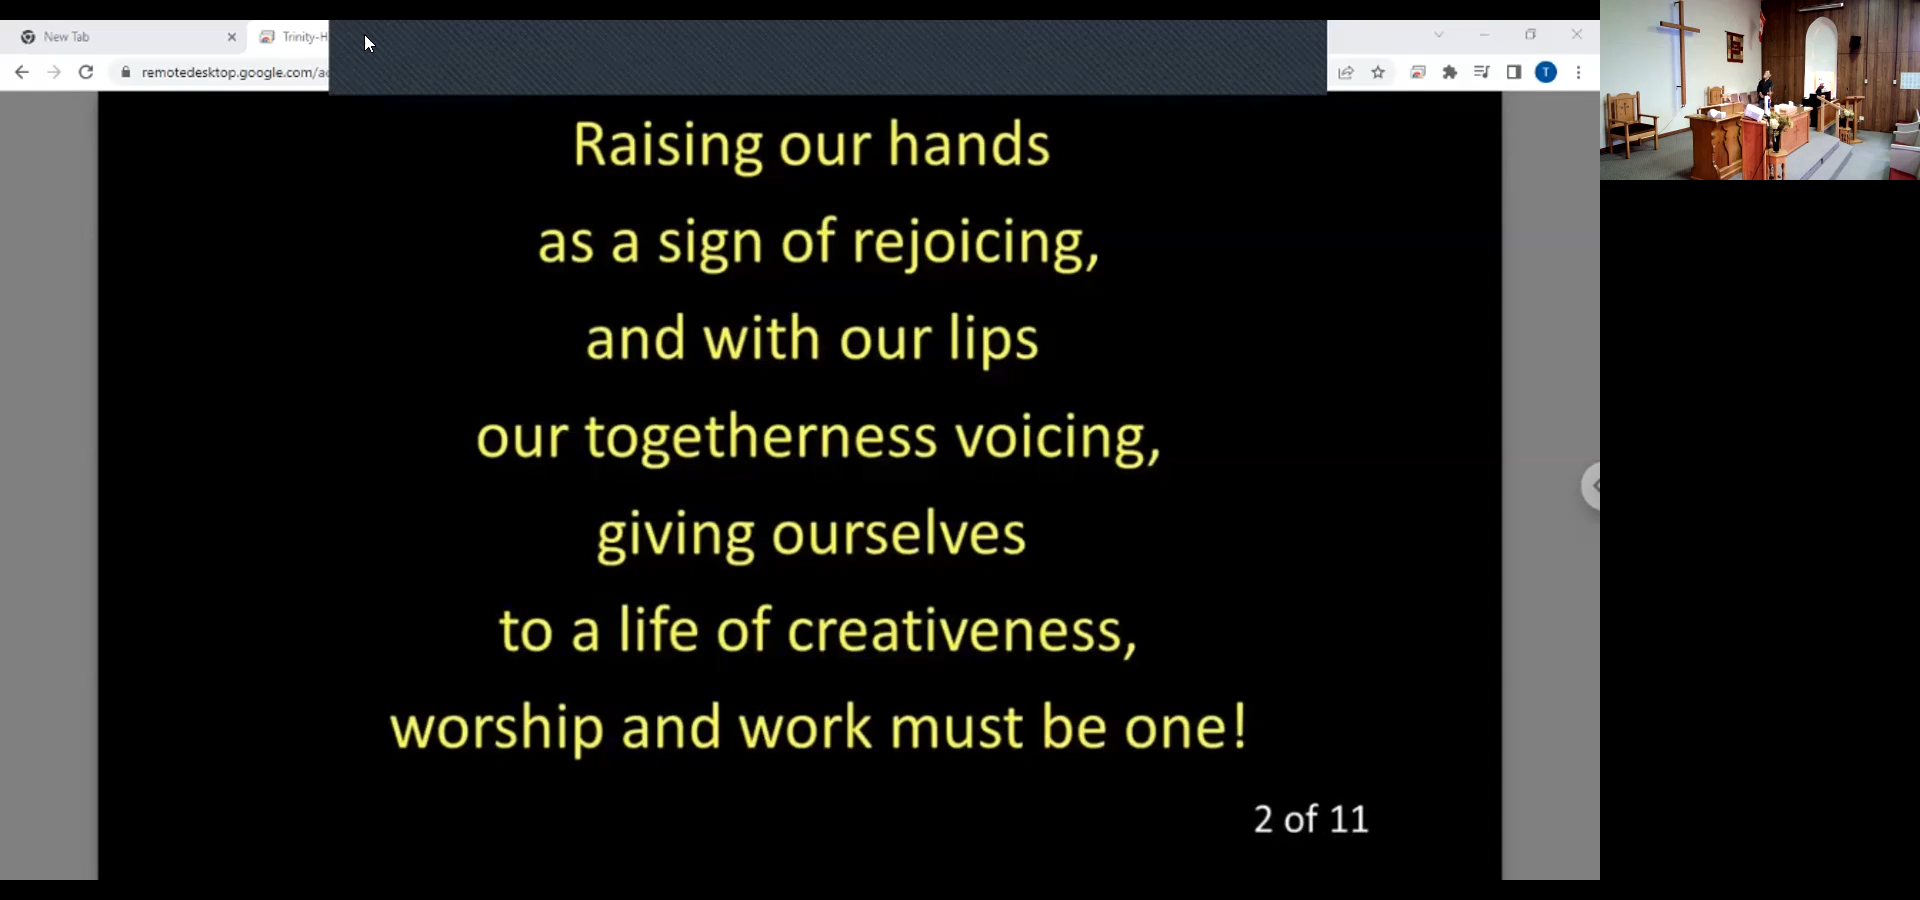 New Tab
Trinity-H
remotedesktop.google.com/ac
T
Raising our hands
as a sign of rejoicing,
and with our lips
our togetherness voicing,
giving ourselves
to a life of creativeness,
worship and work must be one!
2 of 11